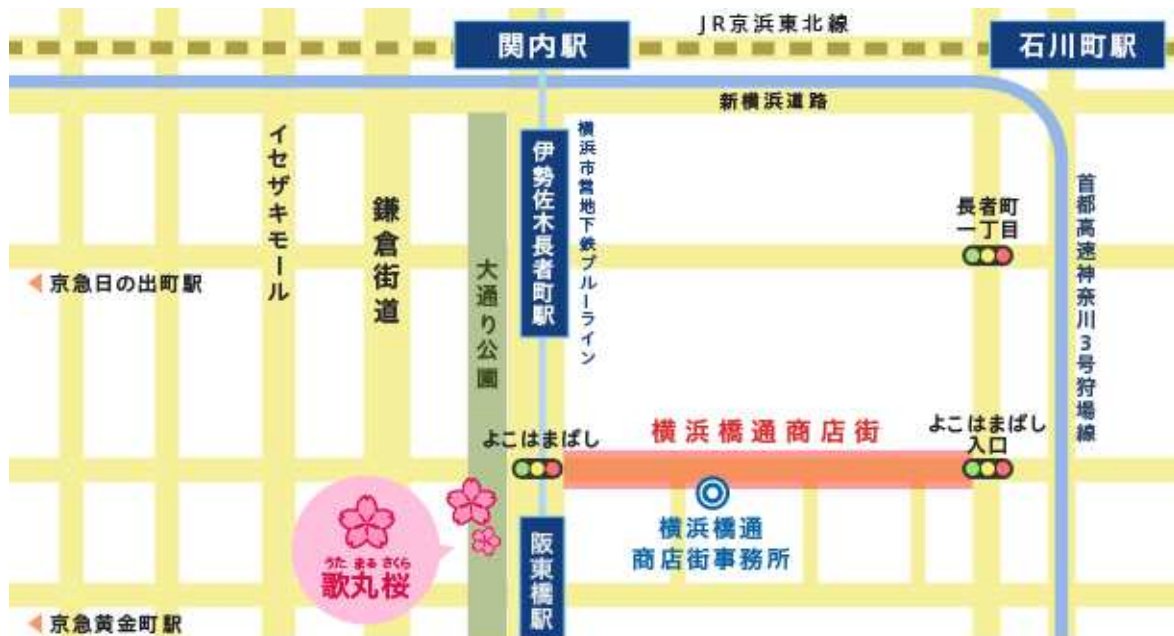 JR京浜東北線
関内駅
石川町駅
新横浜道路
イセザキモール
鎌倉街道
大通り公園
伊勢佐木長者町駅
横浜市営地下鉄ブルーライン
長者町
一丁目
首都高速神奈川3号狩場線
京急日の出町駅
よこはまばし
横浜橋通商店街
よこはまばし
入口
横浜橋通
商店街事務所
うた まる さくら
歌丸桜
阪東橋駅
京急黄金町駅